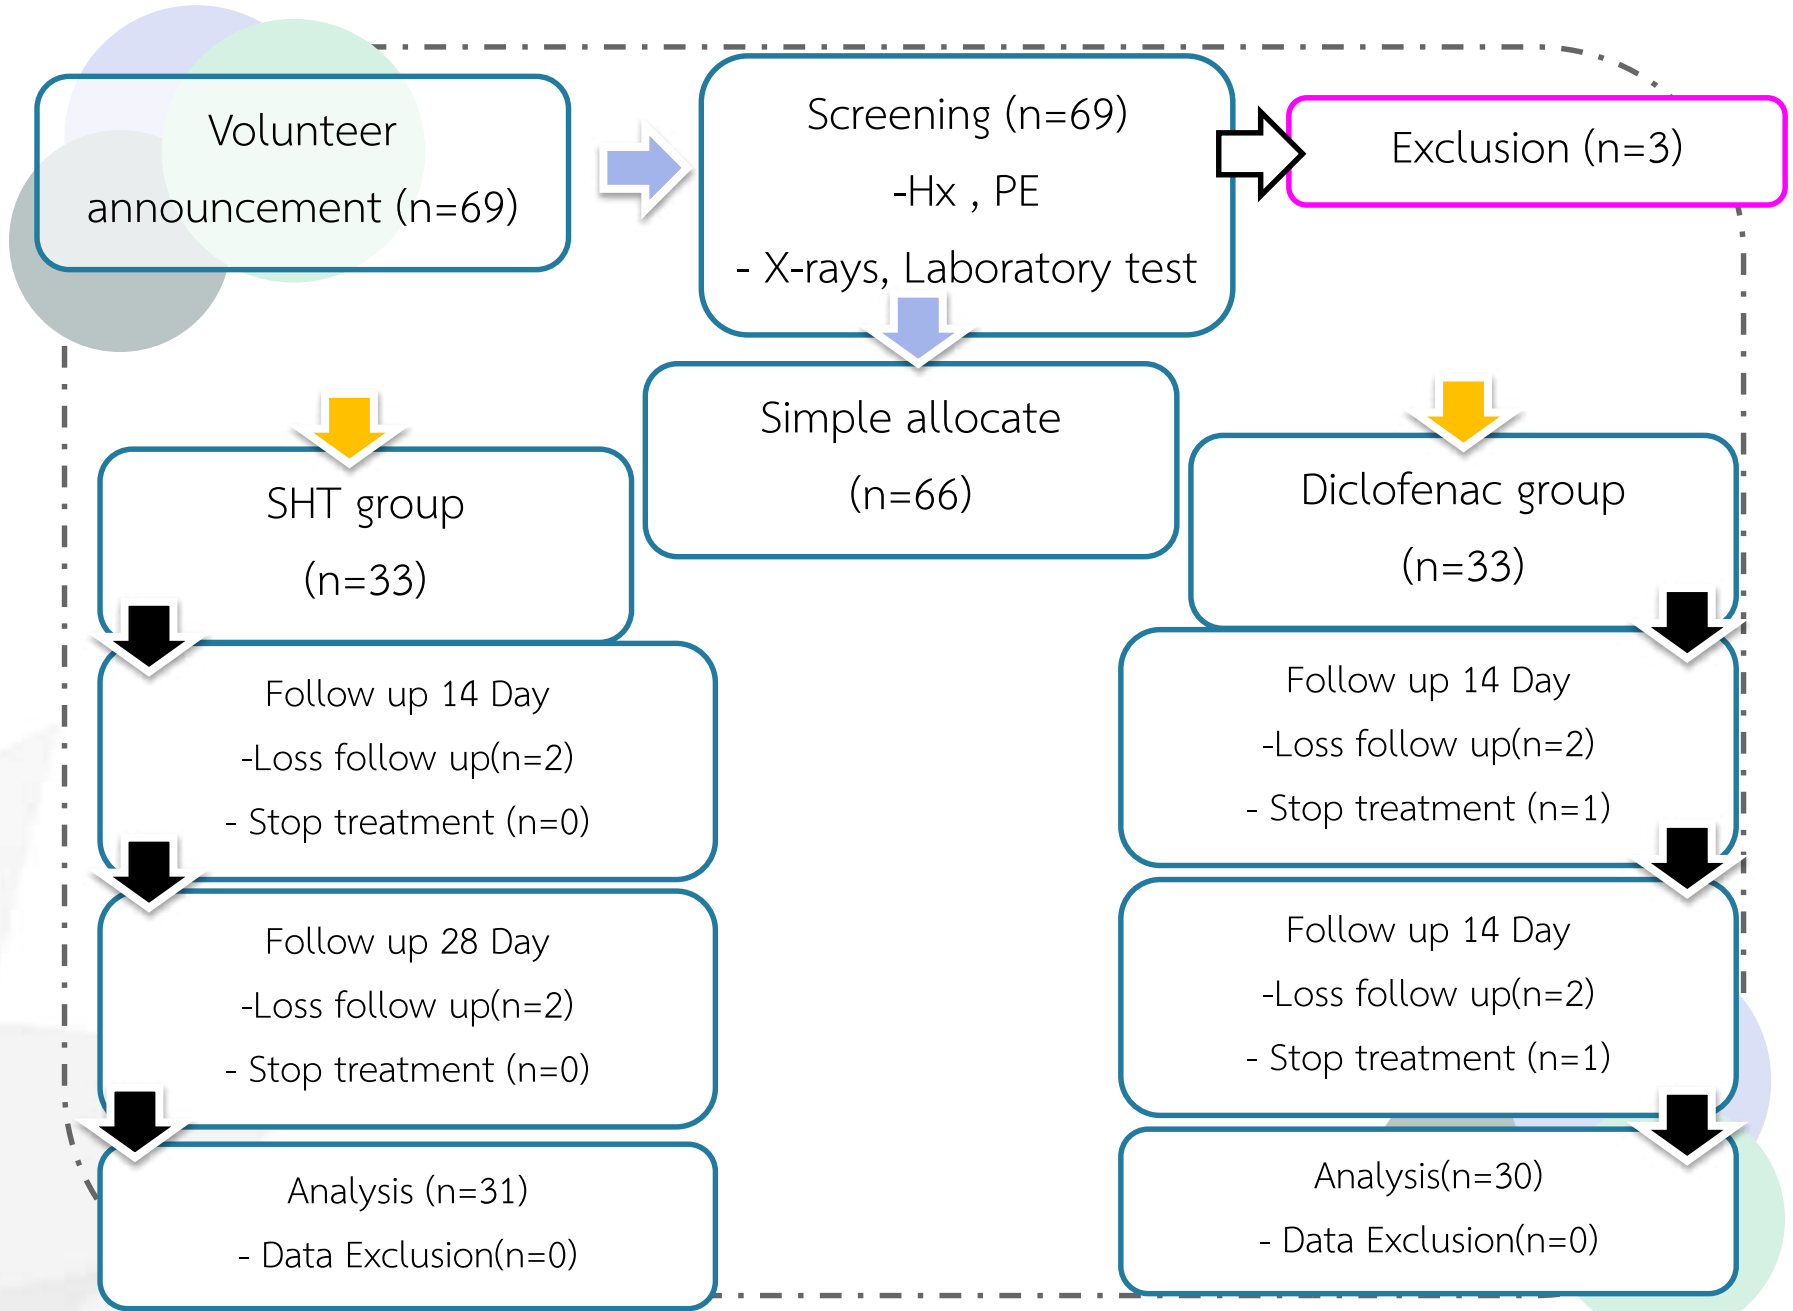 Volunteer
announcement (n=69)
Screening (n=69)
-Hx , PE
- X-rays, Laboratory test
Exclusion (n=3)
Simple allocate
(n=66)
SHT group
(n=33)
Follow up 14 Day
-Loss follow up(n=2)
- Stop treatment (n=0)
Follow up 28 Day
-Loss follow up(n=2)
- Stop treatment (n=0)
Analysis (n=31)
- Data Exclusion(n=0)
Diclofenac group
(n=33)
Follow up 14 Day
-Loss follow up(n=2)
- Stop treatment (n=1)
Follow up 14 Day
-Loss follow up(n=2)
- Stop treatment (n=1)
Analysis(n=30)
- Data Exclusion(n=0)